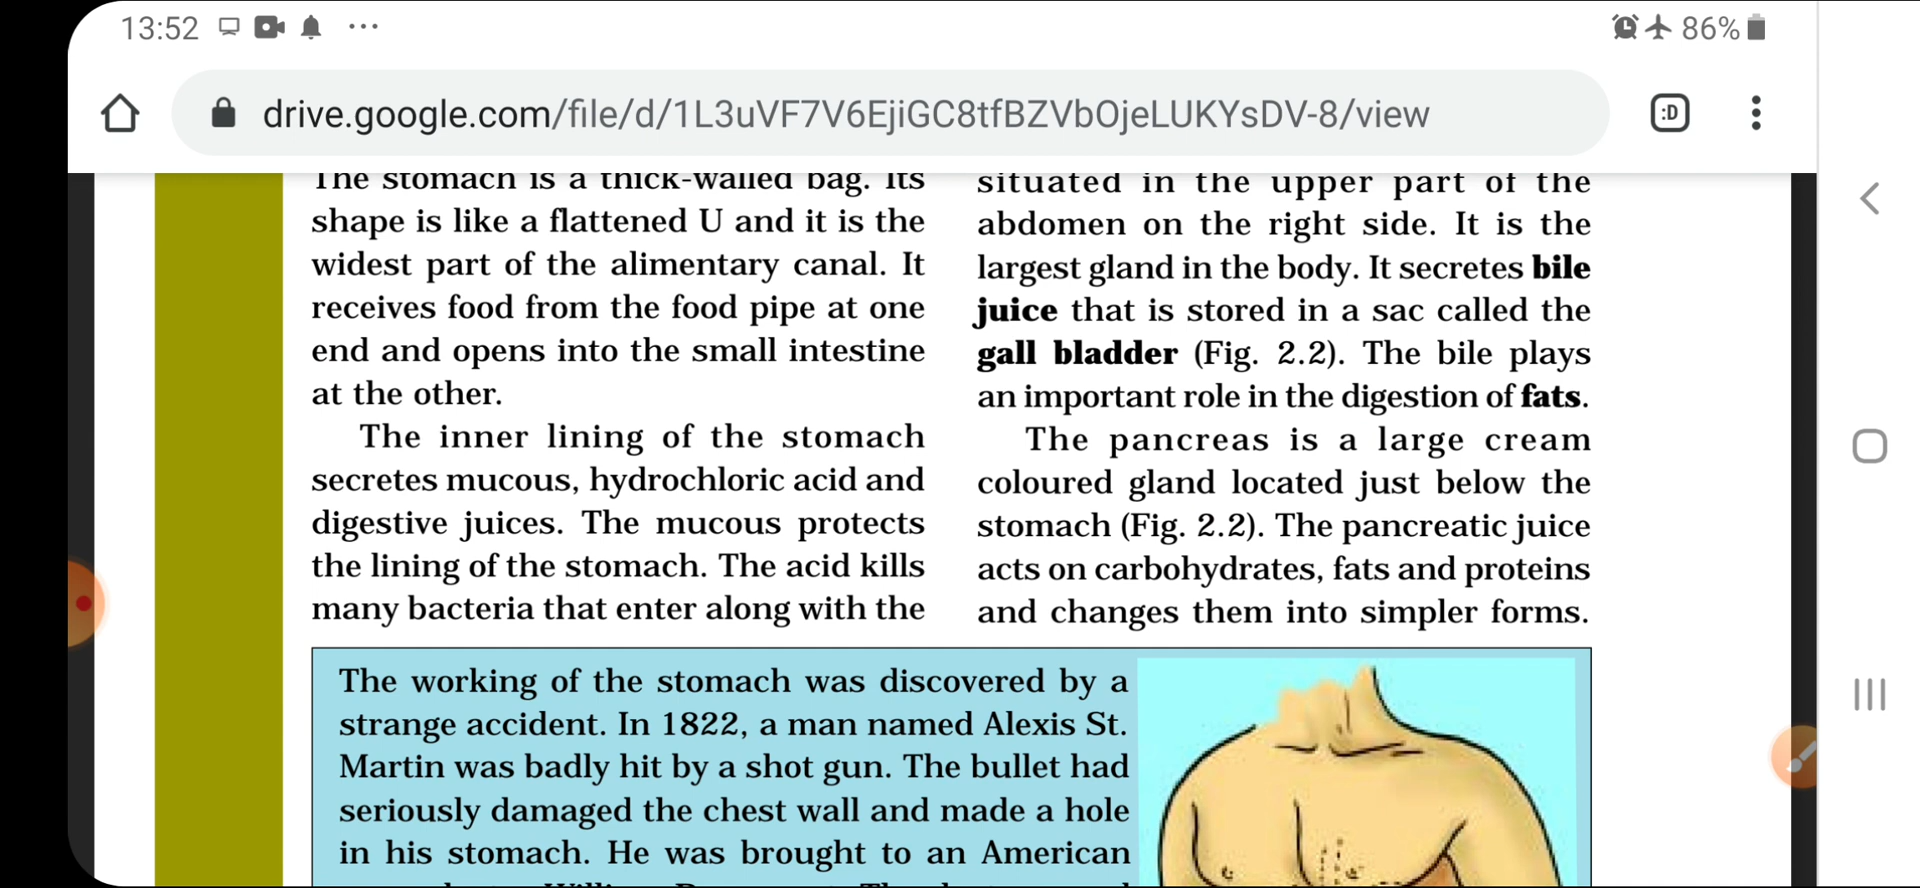 13:52
86%
drive.google.com/file/d/1L3uVF7V6EjiGC8tfBZVbOjeLUKYsDV-8/view
:D
The stomach is a thick-walled bag. Its
shape is like a flattened U and it is the
widest part of the alimentary canal. It
receives food from the food pipe at one
end and opens into the small intestine
at the other.
The inner lining of the stomach
secretes mucous, hydrochloric acid and
digestive juices. The mucous protects
the lining of the stomach. The acid kills
many bacteria that enter along with the
situated in the upper part of the
abdomen on the right side. It is the
largest gland in the body. It secretes bile
juice that is stored in a sac called the
gall bladder (Fig. 2.2). The bile plays
an important role in the digestion of fats.
The pancreas is a large cream
coloured gland located just below the
stomach (Fig. 2.2). The pancreatic juice
acts on carbohydrates, fats and proteins
and changes them into simpler forms.
The working of the stomach was discovered by a
strange accident. In 1822, a man named Alexis St.
Martin was badly hit by a shot gun. The bullet had
seriously damaged the chest wall and made a hole
in his stomach. He was brought to an American